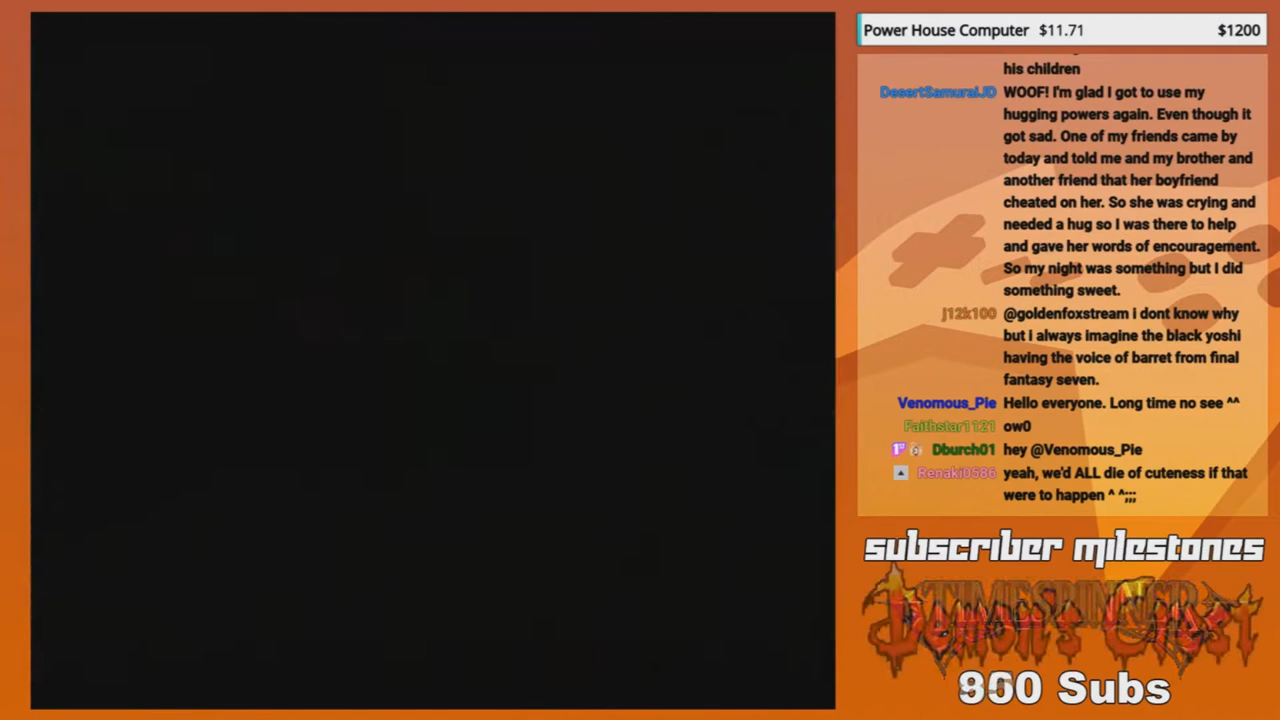 Power House Computer $11.71 $1200
his children
DesertSamuraiJD WOOF! I'm glad I got to use my
hugging powers again. Even though it
got sad. One of my friends came by
today and told me and my brother and
another friend that her boyfriend
cheated on her. So she was crying and
needed a hug so I was there to help
and gave her words of encouragement.
So my night was something but I did
something sweet.
J12k100 @goldenfoxstream i dont know why
but i always imagine the black yoshi
having the voice of barret from final
fantasy seven.
Venomous_Pie Hello everyone. Long time no see ^^
Faithstar1121 ow0
Dburch01 hey @Venomous_Pie
Renaki0586 yeah, we'd ALL die of cuteness if that
were to happen ^ ^;;;
SUBSCRIBER MILESTONES
TIMESPINNER
Demon's Crest
Subs